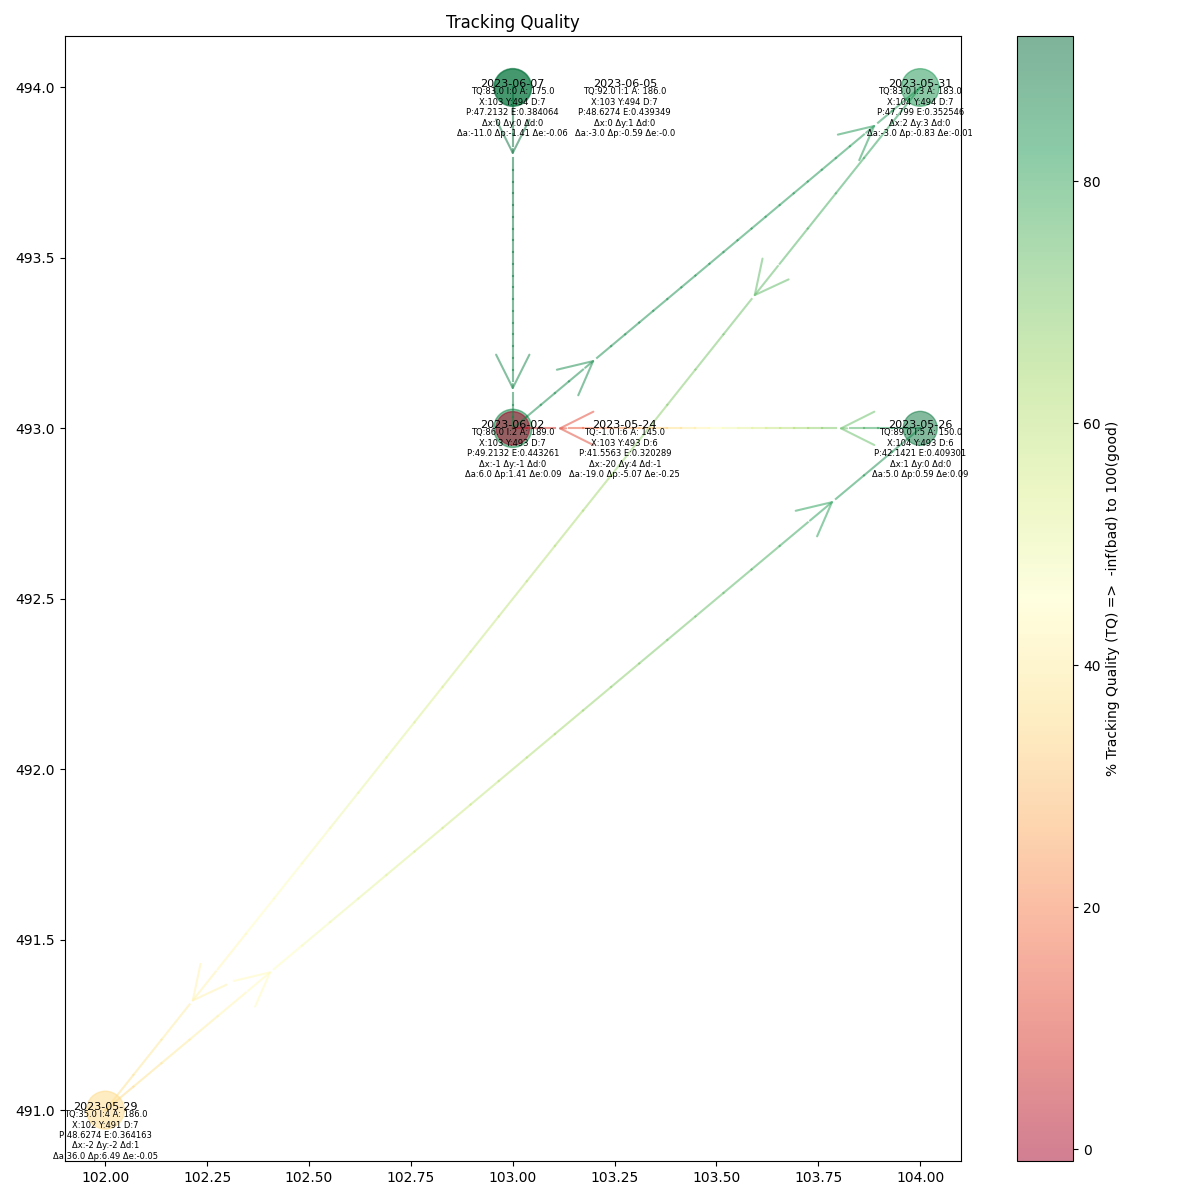 Tracking Quality
494.0
493.5
493.0
492.5
492.0
491.5
491.0
2023-06-07
TQ:83.0 I:0 A: 175.0
X:103 Y:494 D:7
P:47.2132 E:0.384064
Δx:0 Δy:0 Δd:0
Δa:-11.0 Δp:-1.41 Δe:-0.06
2023-06-05
TQ:92.0 I:1 A: 186.0
X:103 Y:494 D:7
P:48.6274 E:0.439349
Δx:0 Δy:1 Δd:0
Δa:-3.0 Δp:-0.59 Δe:-0.0
2023-05-31
TQ:83.0 I:3 A: 183.0
X:104 Y:494 D:7
P:47.799 E:0.352546
Δx:2 Δy:3 Δd:0
Δa:-3.0 Δp:-0.83 Δe:-0.01
2023-06-02
TQ:86.0 I:2 A: 189.0
X:103 Y:493 D:7
P:49.2132 E:0.443261
Δx:-1 Δy:-1 Δd:0
Δa:6.0 Δp:1.41 Δe:0.09
2023-05-24
TQ:-1.0 I:6 A: 145.0
X:103 Y:493 D:6
P:41.5563 E:0.320289
Δx:-20 Δy:4 Δd:-1
Δa:-19.0 Δp:-5.07 Δe:-0.25
2023-05-26
TQ:89.0 I:5 A: 150.0
X:104 Y:493 D:6
P:42.1421 E:0.409301
Δx:1 Δy:0 Δd:0
Δa:5.0 Δp:0.59 Δe:0.09
2023-05-29
TQ:35.0 I:4 A: 186.0
X:102 Y:491 D:7
P:48.6274 E:0.364163
Δx:-2 Δy:-2 Δd:1
Δa:36.0 Δp:6.49 Δe:-0.05
102.00 102.25 102.50 102.75 103.00 103.25 103.50 103.75 104.00
80
60
40
20
0
% Tracking Quality (TQ) => -inf(bad) to 100(good)